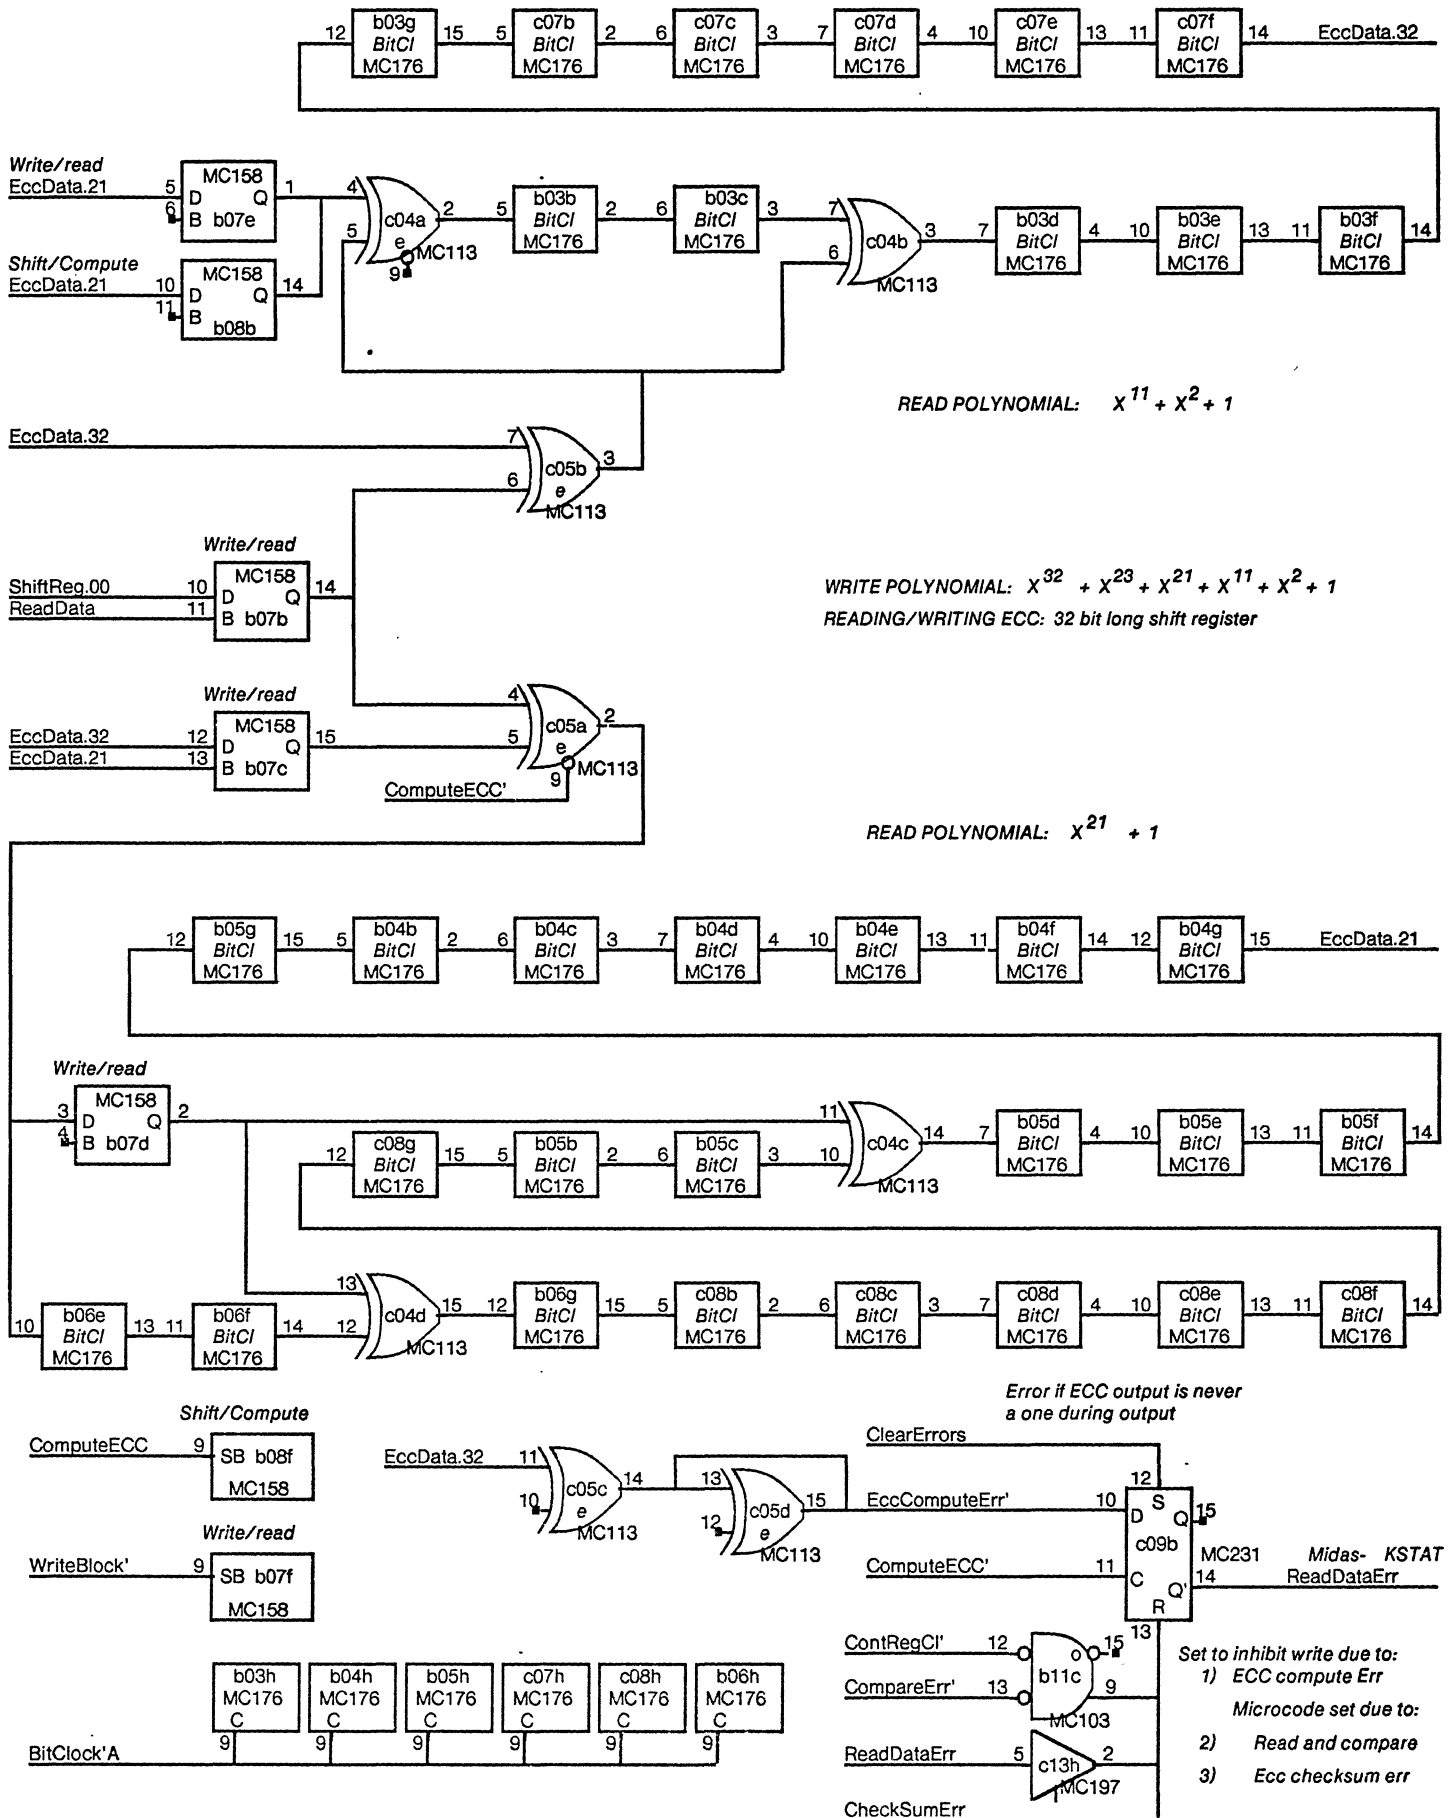 b03g c07b c07c c07d c07e c07f
12 BitCl 15 5 BitCl 2 6 BitCl 3 7 BitCl 4 10 BitCl 13 11 BitCl 14 EccData.32
MC176 MC176 MC176 MC176 MC176 MC176
Write/read
EccData.21 5 MC158 1
D Q
6 B b07e
Shift/Compute
EccData.21 10 MC158 14
D Q
11 B b08b
4 c04a 2 5 b03b 2 6 b03c 3 7 c04b 3 7 b03d 4 10 b03e 13 11 b03f 14
5 e BitCl BitCl 6 BitCl BitCl BitCl
9 MC113 MC176 MC176 MC113 MC176 MC176 MC176
READ POLYNOMIAL: X11 + X2 + 1
EccData.32 7 3
c05b
6 e
MC113
Write/read
ShiftReg.00 10 MC158 14
D Q
ReadData 11 B b07b
WRITE POLYNOMIAL: X32 + X23 + X21 + X11 + X2 + 1
READING/WRITING ECC: 32 bit long shift register
Write/read
EccData.32 12 MC158 15
D Q
EccData.21 13 B b07c
4 c05a 2
5 e
9 MC113
ComputeECC'
READ POLYNOMIAL: X21 + 1
b05g b04b b04c b04d b04e b04f b04g
12 BitCl 15 5 BitCl 2 6 BitCl 3 7 BitCl 4 10 BitCl 13 11 BitCl 14 12 BitCl 15 EccData.21
MC176 MC176 MC176 MC176 MC176 MC176 MC176
Write/read
3 MC158 2
D Q
4 B b07d
11 c04c 14 7 b05d 4 10 b05e 13 11 b05f 14
BitCl BitCl BitCl
MC176 MC176 MC176
c08g b05b b05c
12 BitCl 15 5 BitCl 2 6 BitCl 3 10
MC176 MC176 MC176 MC113
b06e b06f 13 b06g c08b c08c c08d c08e c08f
10 BitCl 13 11 BitCl 14 12 c04d 15 12 BitCl 15 5 BitCl 2 6 BitCl 3 7 BitCl 4 10 BitCl 13 11 BitCl 14
MC176 MC176 MC113 MC176 MC176 MC176 MC176 MC176 MC176
Error if ECC output is never
a one during output
Shift/Compute
ComputeECC 9 SB b08f
MC158
Write/read
WriteBlock' 9 SB b07f
MC158
EccData.32 11 c05c 14 13 c05d 15 EccComputeErr' 10
10 e 12 e
MC113 MC113
ClearErrors
12
S
D Q 15
c09b
MC231 Midas- KSTAT
ComputeECC' 11 C Q' 14 ReadDataErr
R
13
ContRegCl' 12 o 15
b11c
CompareErr' 13 9
MC103
ReadDataErr 5 c13h 2
MC197
CheckSumErr
Set to inhibit write due to:
1) ECC compute Err
Microcode set due to:
2) Read and compare
3) Ecc checksum err
b03h b04h b05h c07h c08h b06h
MC176 MC176 MC176 MC176 MC176 MC176
C C C C C C
9 9 9 9 9 9
BitClock'A